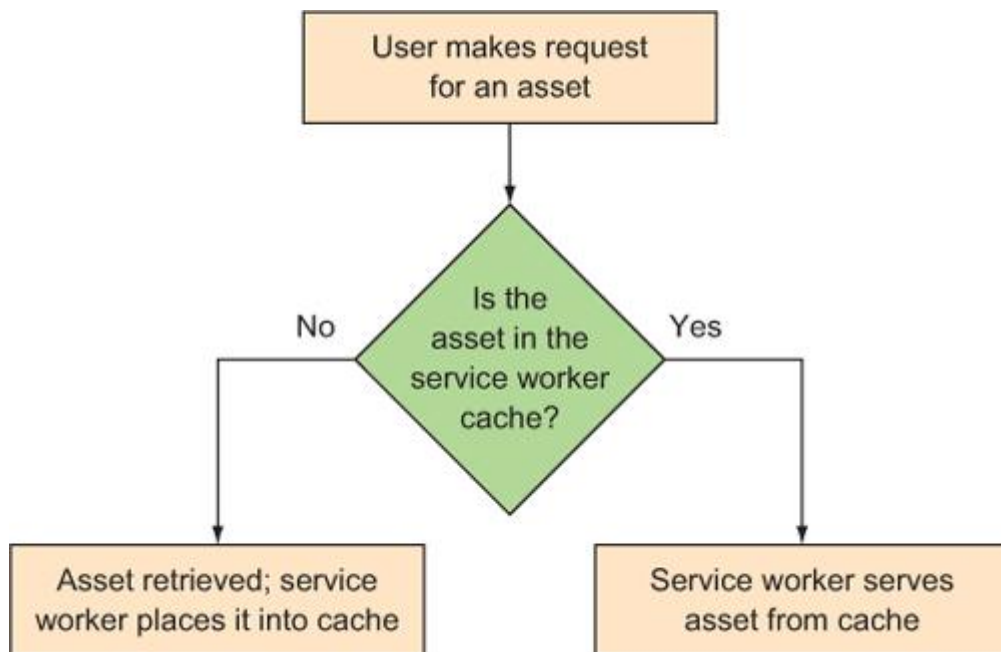 User makes request
for an asset
Is the
asset in the
service worker
cache?
No
Yes
Asset retrieved; service
worker places it into cache
Service worker serves
asset from cache